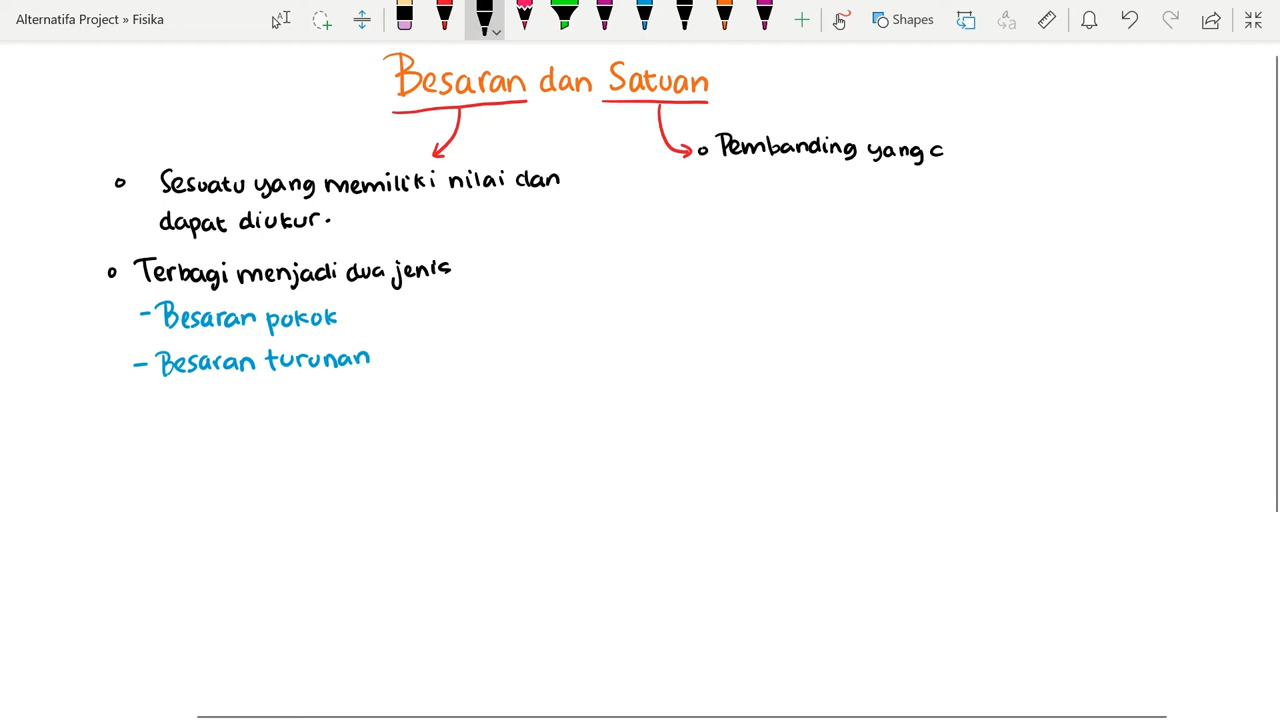 Alternatifa Project » Fisika
Shapes
Besaran dan Satuan
Sesuatu yang memiliki nilai dan
dapat diukur.
Terbagi menjadi dua jenis
- Besaran pokok
- Besaran turunan
Pembanding yang c